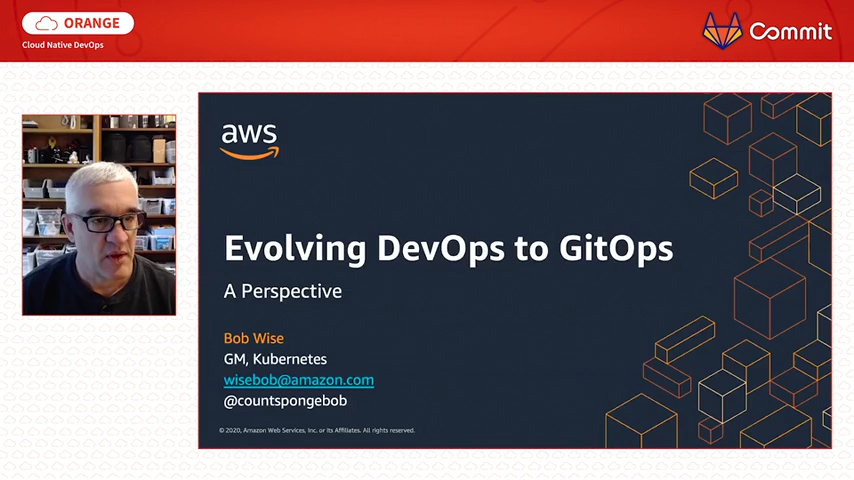 ORANGE
Cloud Native DevOps
Commit
aws
Evolving DevOps to GitOps
A Perspective
Bob Wise
GM, Kubernetes
wisebob@amazon.com
@countspongebob
© 2020, Amazon Web Services, Inc. or its Affiliates. All rights reserved.